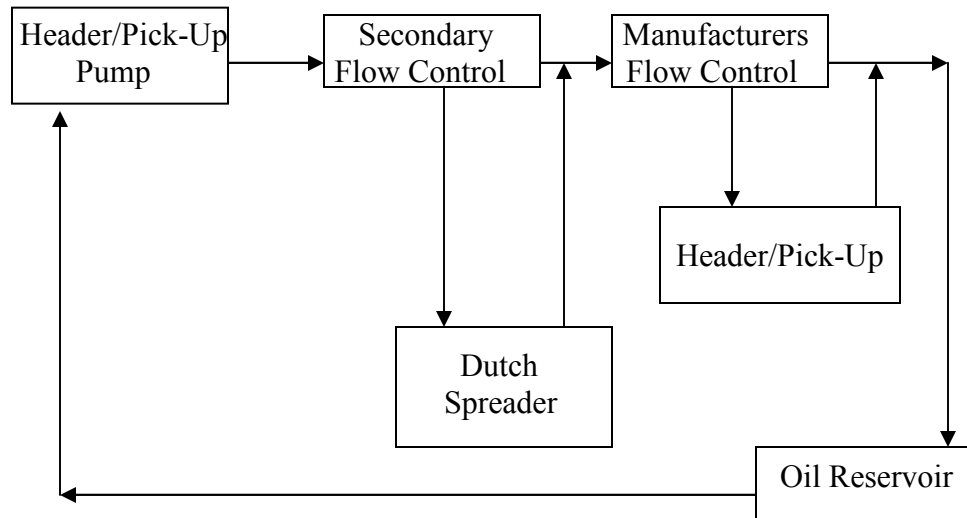 Header/Pick-Up
Pump
Secondary
Flow Control
Manufacturers
Flow Control
Header/Pick-Up
Dutch
Spreader
Oil Reservoir